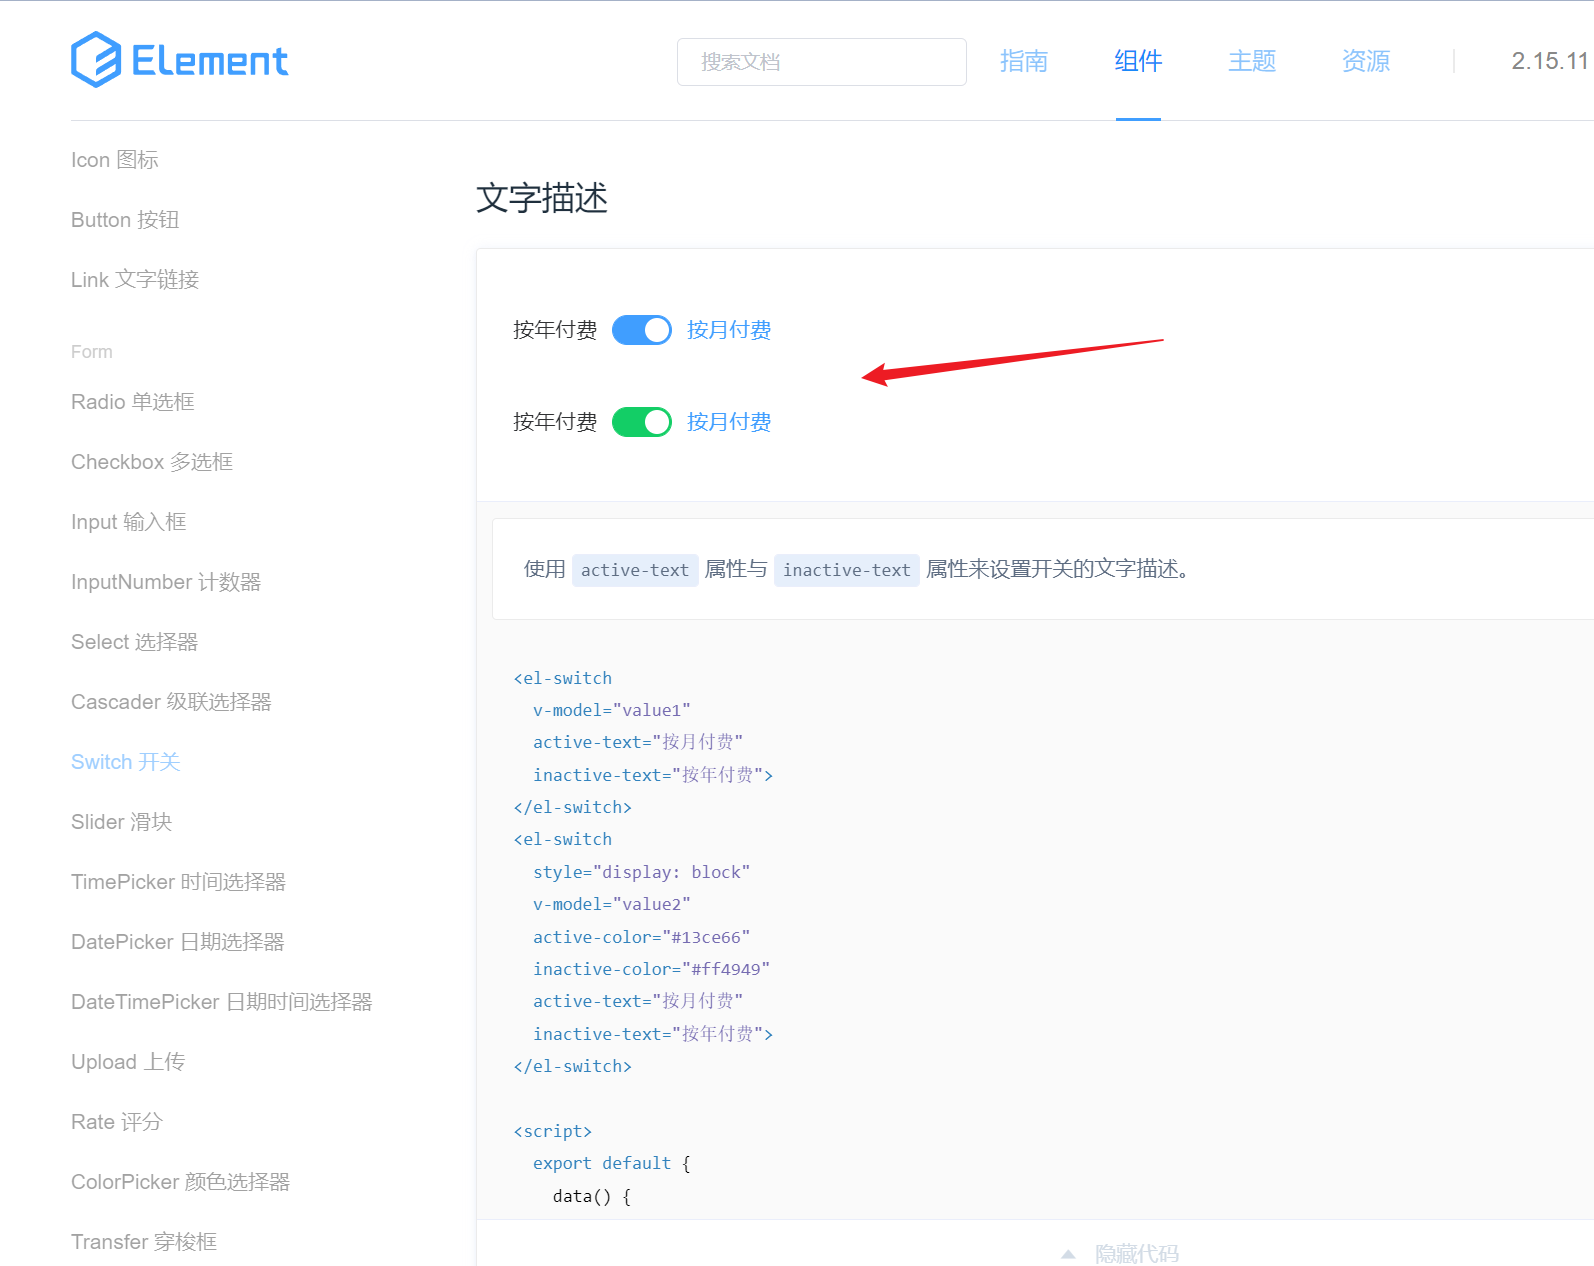 Element
搜索文档
指南
组件
主题
资源
2.15.11
Icon 图标
Button 按钮
Link 文字链接
Form
Radio 单选框
Checkbox 多选框
Input 输入框
InputNumber 计数器
Select 选择器
Cascader 级联选择器
Switch 开关
Slider 滑块
TimePicker 时间选择器
DatePicker 日期选择器
DateTimePicker 日期时间选择器
Upload 上传
Rate 评分
ColorPicker 颜色选择器
Transfer 穿梭框
文字描述
按年付费 按月付费
按年付费 按月付费
使用 active-text 属性与 inactive-text 属性来设置开关的文字描述。
<el-switch
  v-model="value1"
  active-text="按月付费"
  inactive-text="按年付费">
</el-switch>
<el-switch
  style="display: block"
  v-model="value2"
  active-color="#13ce66"
  inactive-color="#ff4949"
  active-text="按月付费"
  inactive-text="按年付费">
</el-switch>
<script>
  export default {
    data() {
隐藏代码